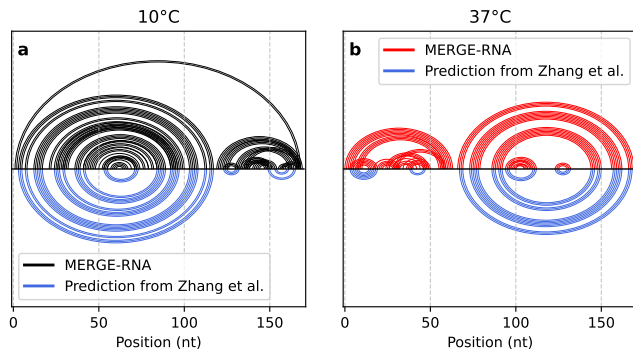 10°C
37°C
a
b
MERGE-RNA
Prediction from Zhang et al.
MERGE-RNA
Prediction from Zhang et al.
0 50 100 150
0 50 100 150
Position (nt)
Position (nt)